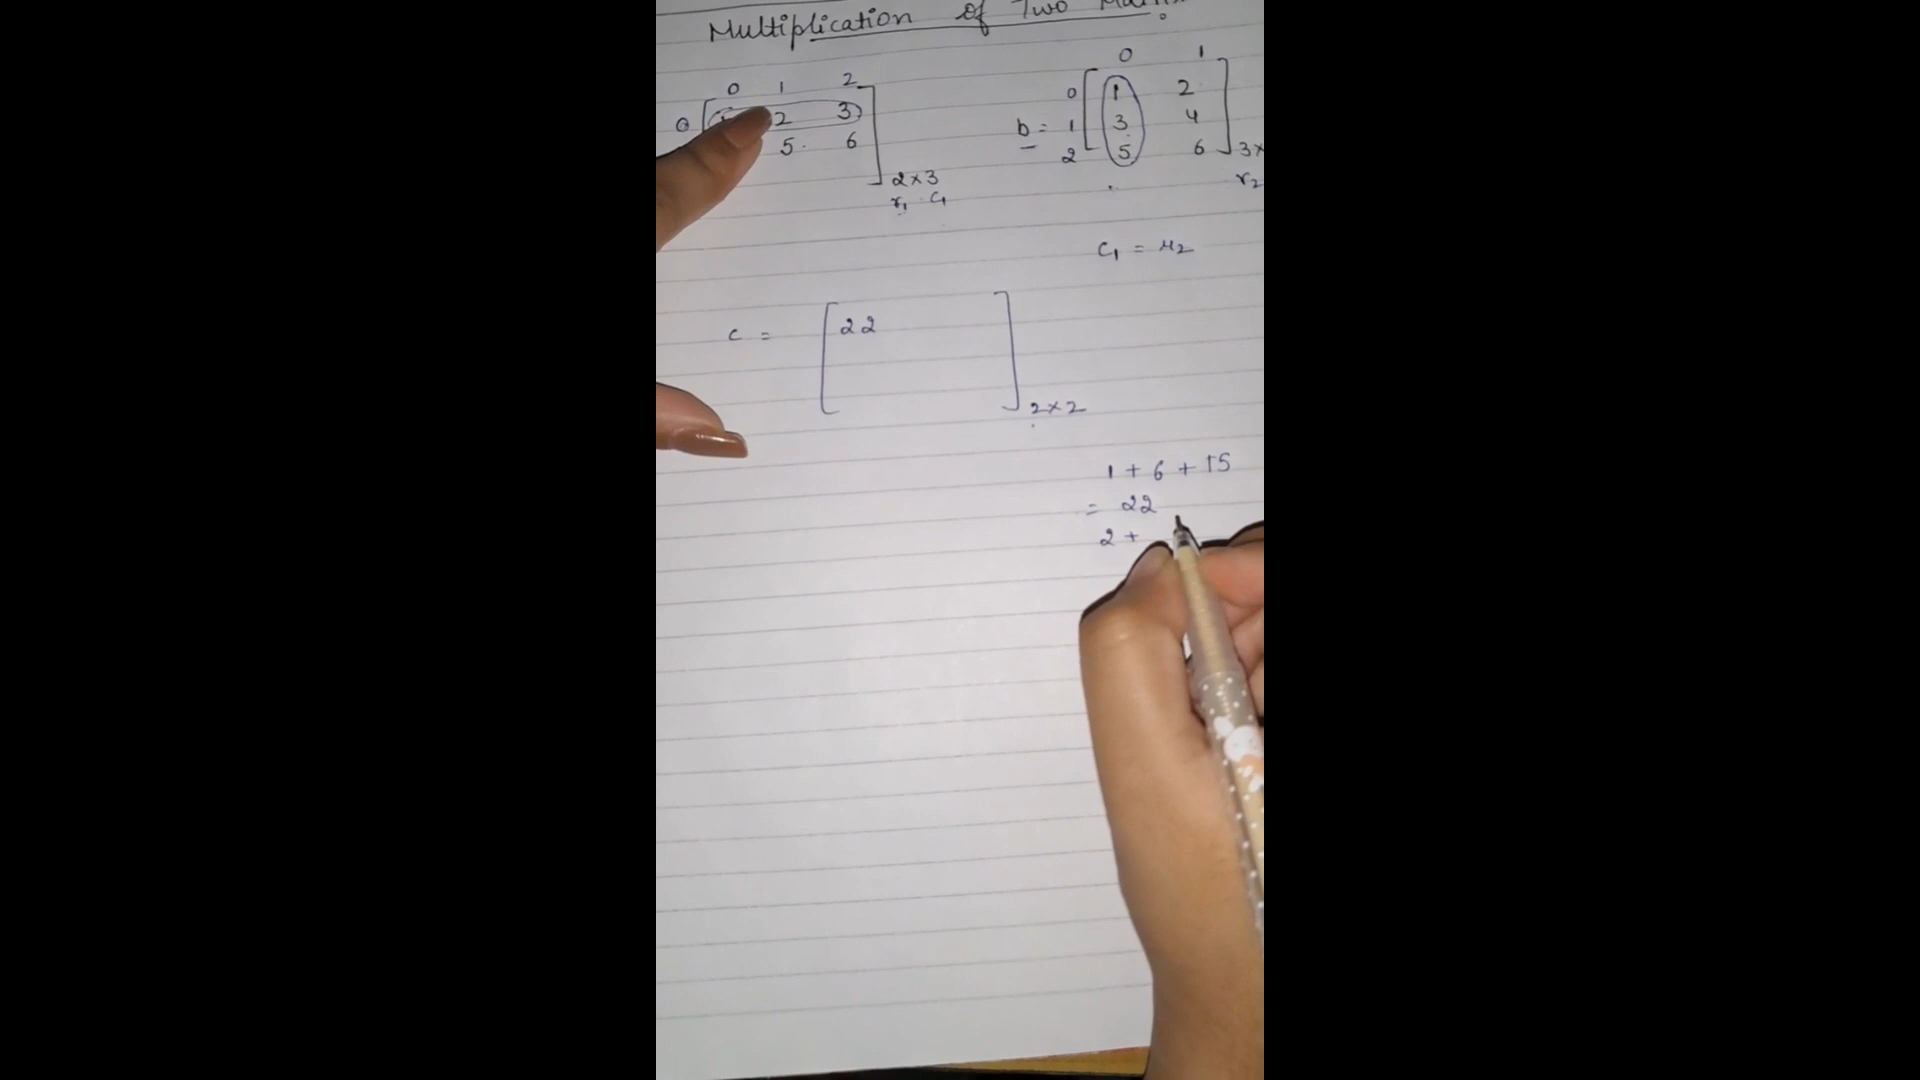 Multiplication of Two
0 1 2
0 2 3
5 6
2×3
r₁ c₁
0 1
0 1 2
b = 1 3 4
2 5 6
3×
r₂
c₁ = r₂
c = [22 ] 2×2
1 + 6 + 15
= 22
2 +